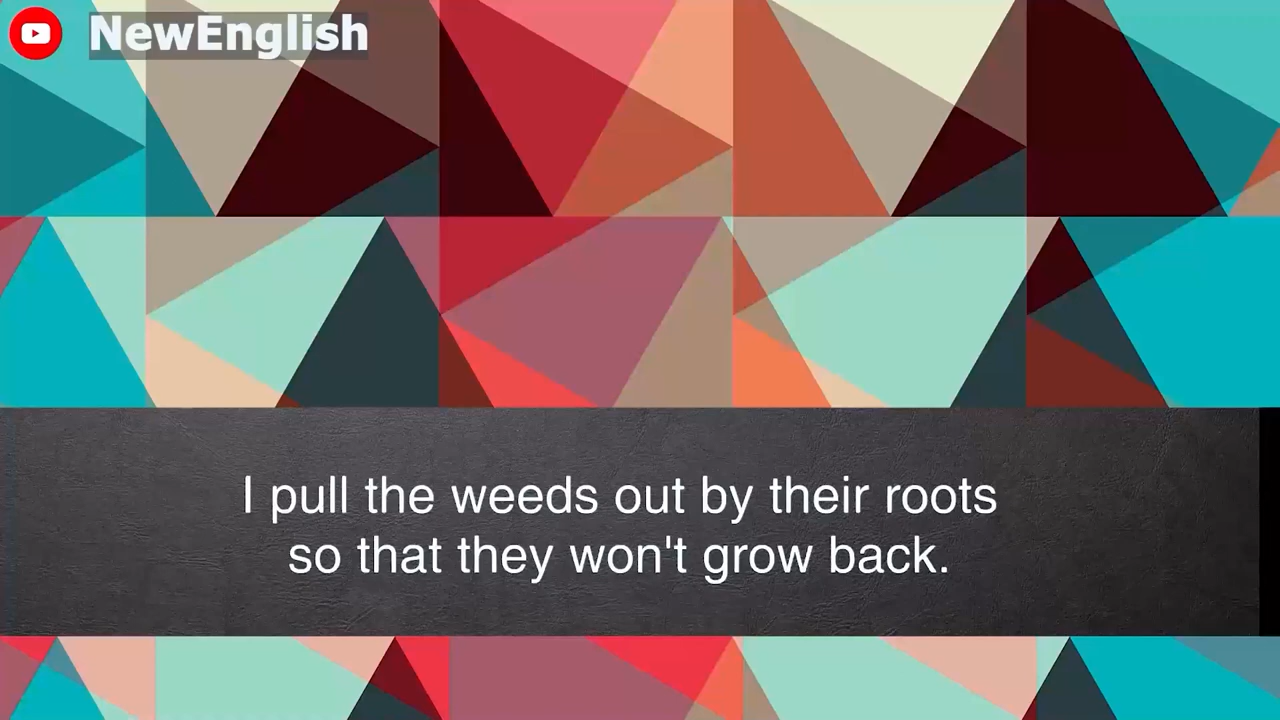 NewEnglish
I pull the weeds out by their roots
so that they won't grow back.